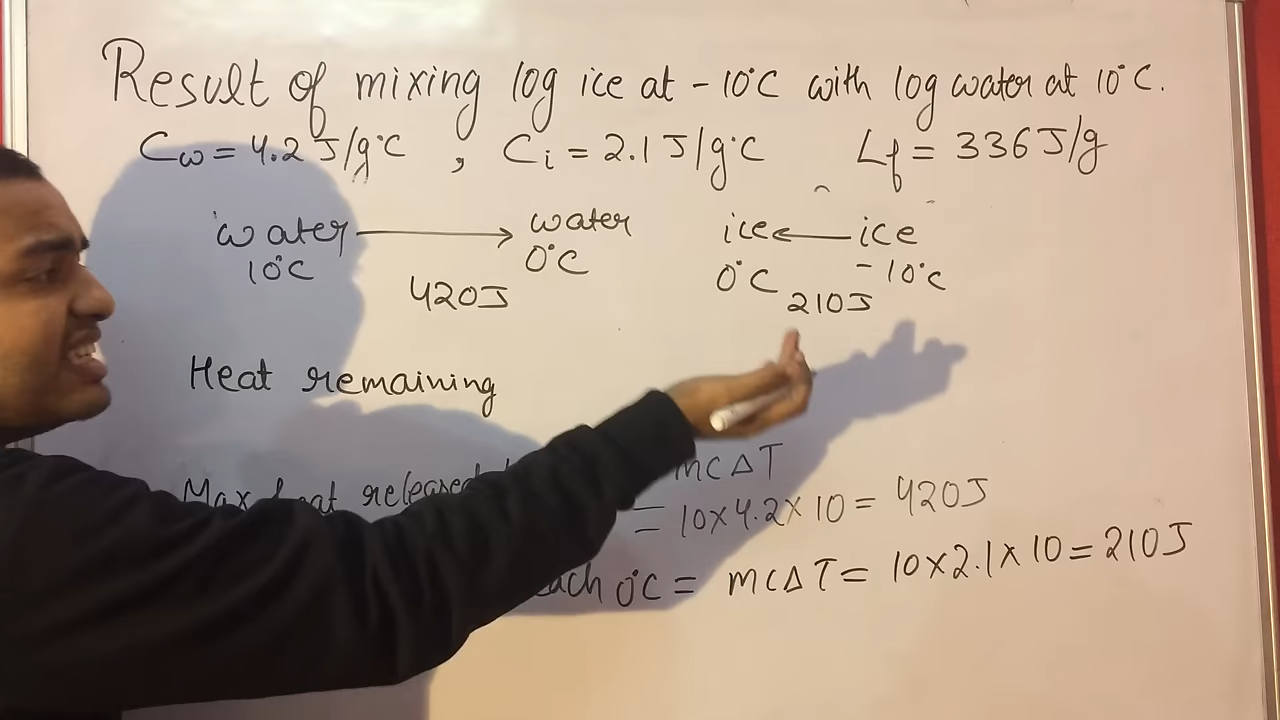 Result of mixing 10g ice at -10°C with 10g water at 10°C.
Cw = 4.2 J/g°C , Ci = 2.1 J/g°C Lf = 336 J/g
water → water ice ← ice
10°C 0°C 0°C -10°C
420J 210J
Heat remaining
Max heat released mcΔT
= 10×4.2×10 = 420J
0°C = mcΔT = 10×2.1×10 = 210J